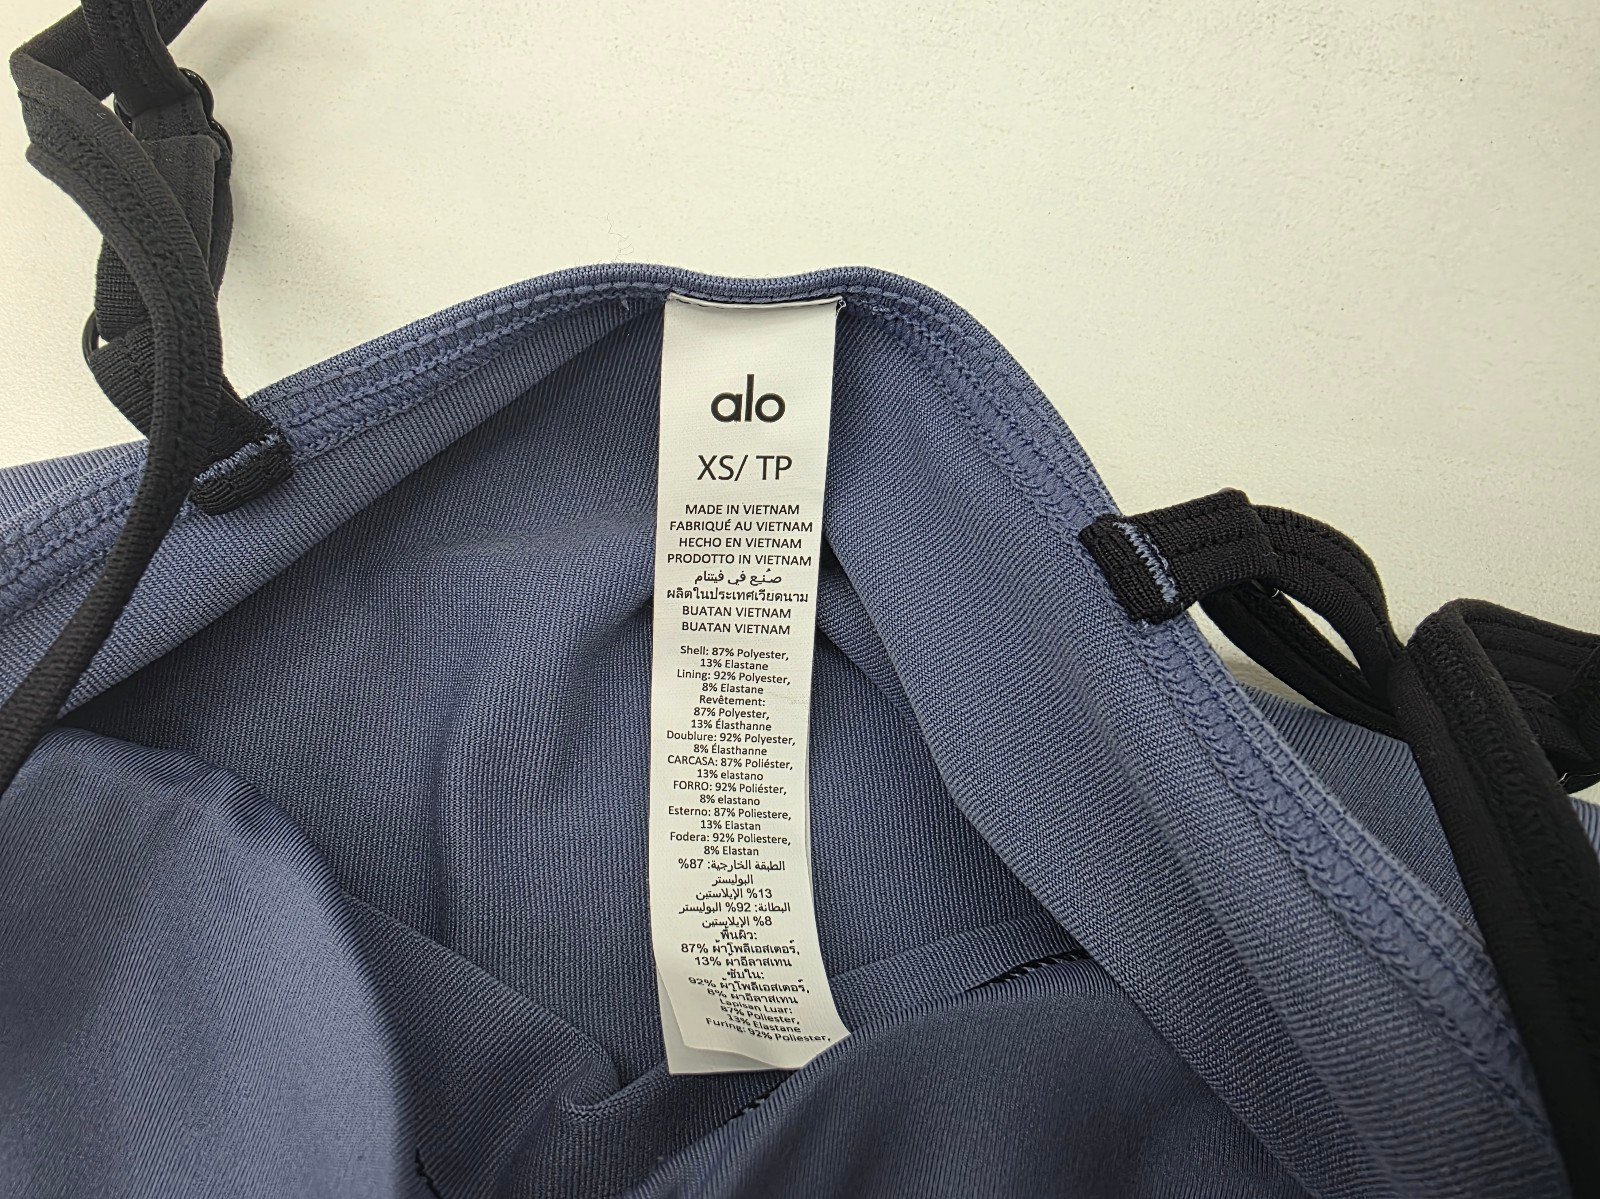 alo
XS/ TP
MADE IN VIETNAM
FABRIQUÉ AU VIETNAM
HECHO EN VIETNAM
PRODOTTO IN VIETNAM
صُنِع في فيتنام
ผลิตในประเทศเวียดนาม
BUATAN VIETNAM
BUATAN VIETNAM
Shell: 87% Polyester,
13% Elastane
Lining: 92% Polyester,
8% Elastane
Revêtement:
87% Polyester,
13% Élasthanne
Doublure: 92% Polyester,
8% Élasthanne
CARCASA: 87% Poliéster,
13% elastano
FORRO: 92% Poliéster,
8% elastano
Esterno: 87% Poliestere,
13% Elastan
Fodera: 92% Poliestere,
8% Elastan
الطبقة الخارجية: 87%
البوليستر
13% الإيلاستين
البطانة: 92% البوليستر
8% الإيلاستين
พื้นผิว:
87% ผ้าโพลีเอสเตอร์,
13% ผ้าอีลาสเทน
ซับใน:
92% ผ้าโพลีเอสเตอร์,
8% ผ้าอีลาสเทน
Lapisan Luar:
87% Poliester,
13% Elastane
Furing: 92% Poliester,